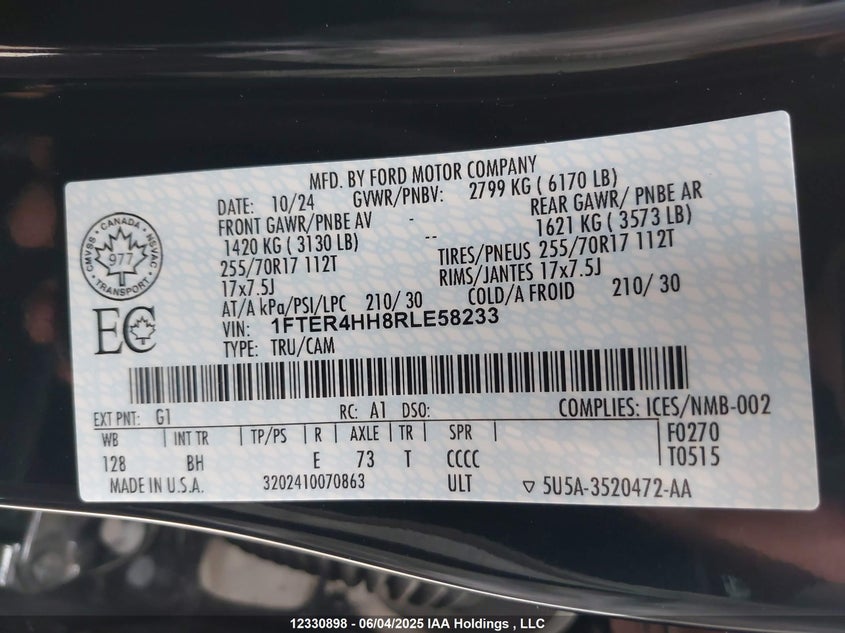 MFD. BY FORD MOTOR COMPANY
DATE: 10/24 GVWR/PNBV: 2799 KG ( 6170 LB)
FRONT GAWR/PNBE AV - REAR GAWR/ PNBE AR
1420 KG ( 3130 LB) -- 1621 KG ( 3573 LB)
255/70R17 112T TIRES/PNEUS 255/70R17 112T
17x7.5J RIMS/JANTES 17x7.5J
AT/A kPa/PSI/LPC 210/ 30 COLD/A FROID 210/ 30
VIN: 1FTER4HH8RLE58233
TYPE: TRU/CAM
CANADA
CMVSS NSVAC
977
TRANSPORT
EC
EXT PNT: G1 RC: A1 DSO: COMPLIES: ICES/NMB-002
WB INT TR TP/PS R AXLE TR SPR F0270
128 BH E 73 T CCCC T0515
MADE IN U.S.A. 3202410070863 ULT ▽ 5U5A-3520472-AA
12330898 - 06/04/2025 IAA Holdings , LLC